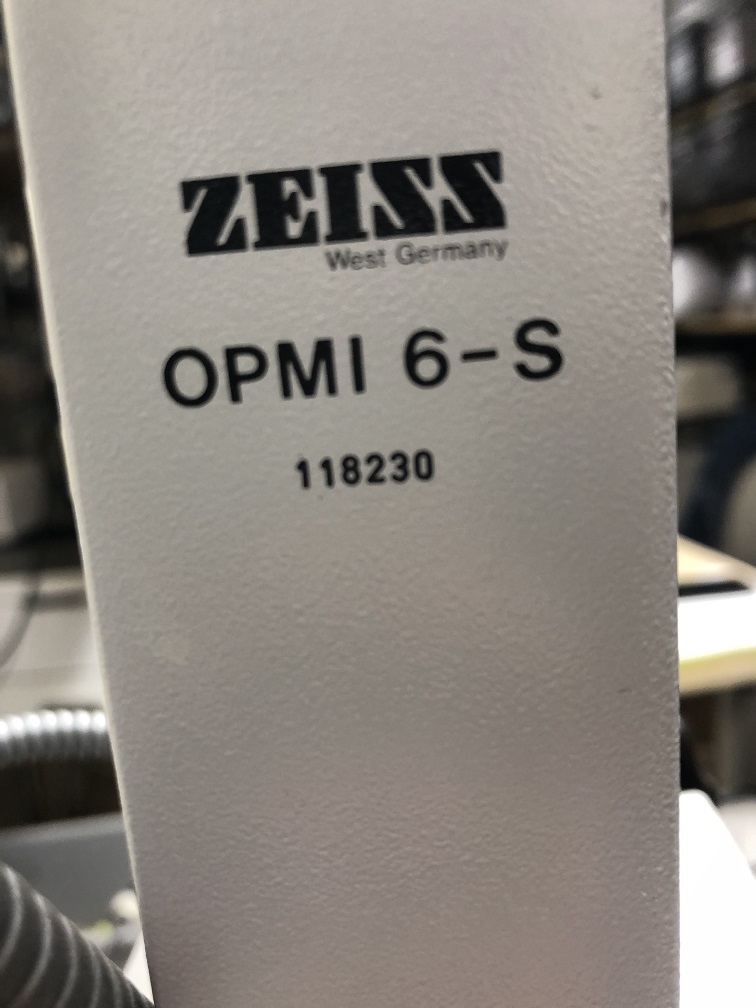 ZEISS
West Germany
OPMI 6-S
118230